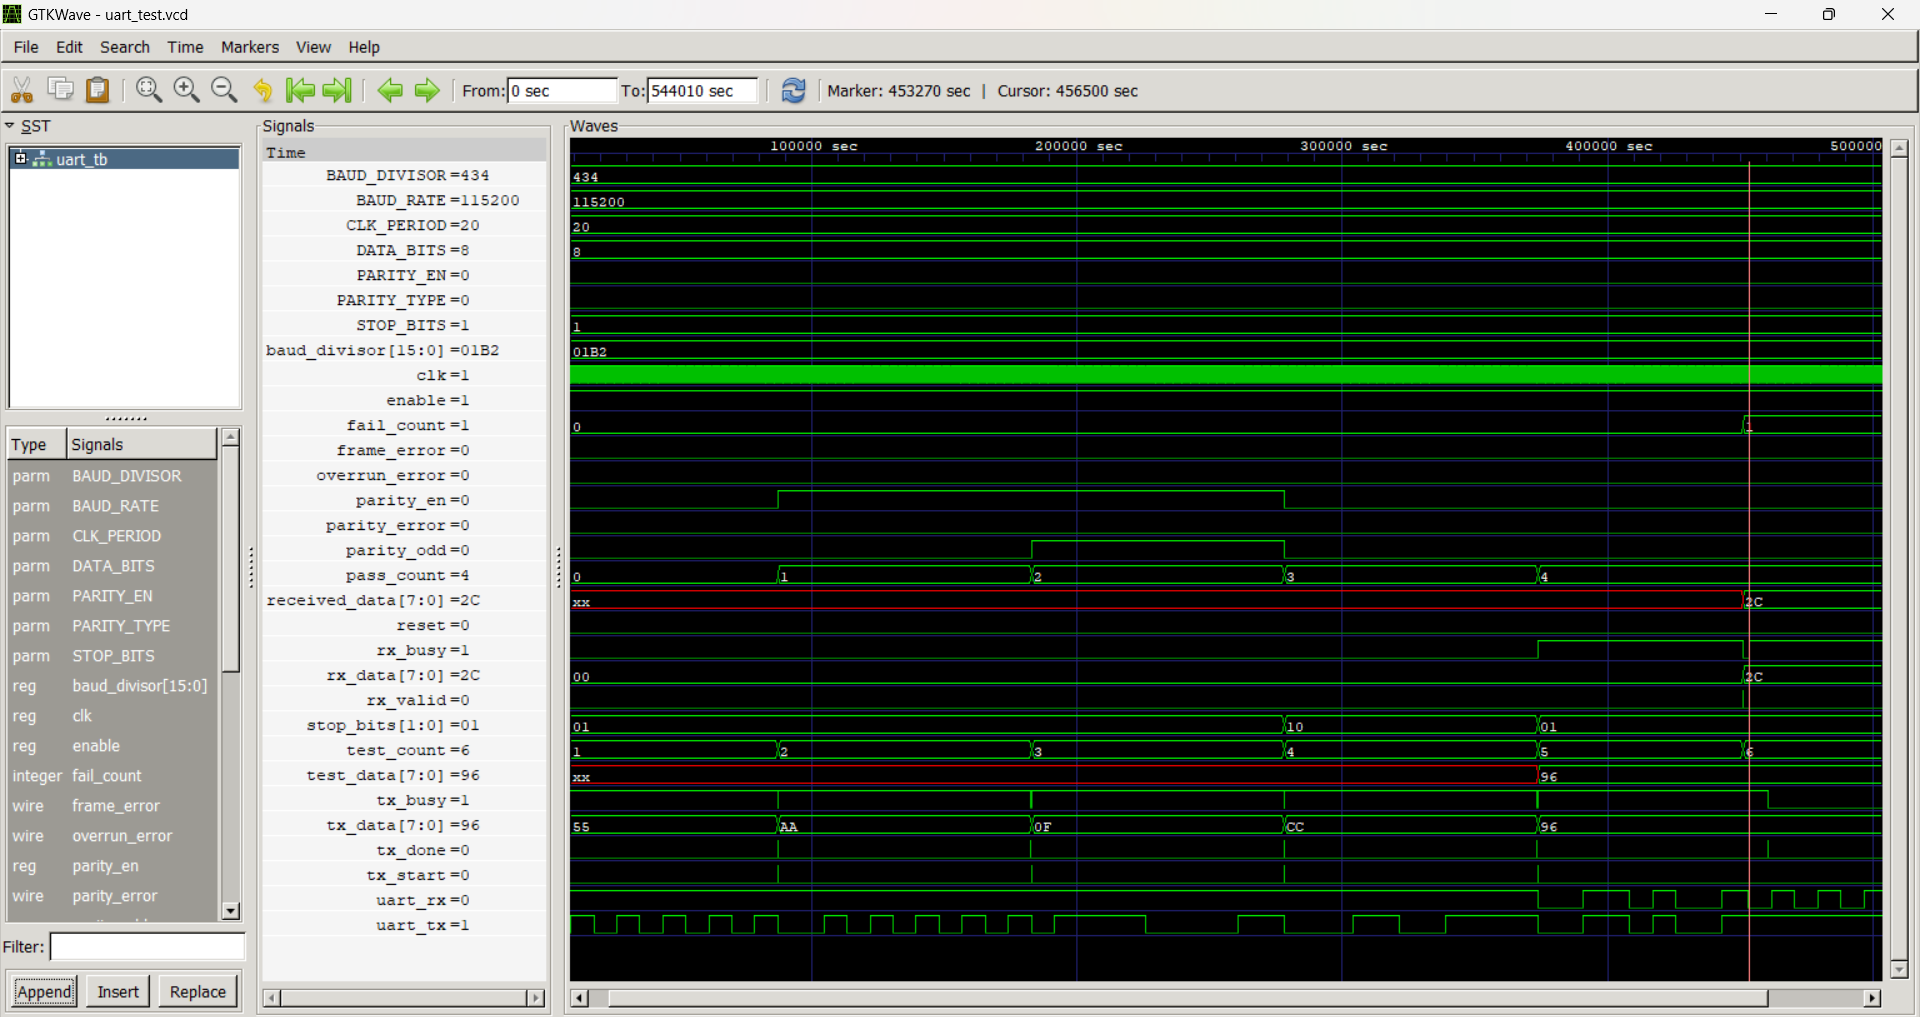 GTKWave - uart_test.vcd
File Edit Search Time Markers View Help
From: 0 sec To: 544010 sec Marker: 453270 sec | Cursor: 456500 sec
SST
uart_tb
Type Signals
parm BAUD_DIVISOR
parm BAUD_RATE
parm CLK_PERIOD
parm DATA_BITS
parm PARITY_EN
parm PARITY_TYPE
parm STOP_BITS
reg baud_divisor[15:0]
reg clk
reg enable
integer fail_count
wire frame_error
wire overrun_error
reg parity_en
wire parity_error
Filter:
Append Insert Replace
Signals
Time
BAUD_DIVISOR=434
BAUD_RATE=115200
CLK_PERIOD=20
DATA_BITS=8
PARITY_EN=0
PARITY_TYPE=0
STOP_BITS=1
baud_divisor[15:0]=01B2
clk=1
enable=1
fail_count=1
frame_error=0
overrun_error=0
parity_en=0
parity_error=0
parity_odd=0
pass_count=4
received_data[7:0]=2C
reset=0
rx_busy=1
rx_data[7:0]=2C
rx_valid=0
stop_bits[1:0]=01
test_count=6
test_data[7:0]=96
tx_busy=1
tx_data[7:0]=96
tx_done=0
tx_start=0
uart_rx=0
uart_tx=1
Waves
100000 sec 200000 sec 300000 sec 400000 sec 500000
434
115200
20
8
1
01B2
0 1
0 1 2 3 4
xx 2C
00 2C
01 10 01
1 2 3 4 5 6
xx 96
55 AA 0F CC 96